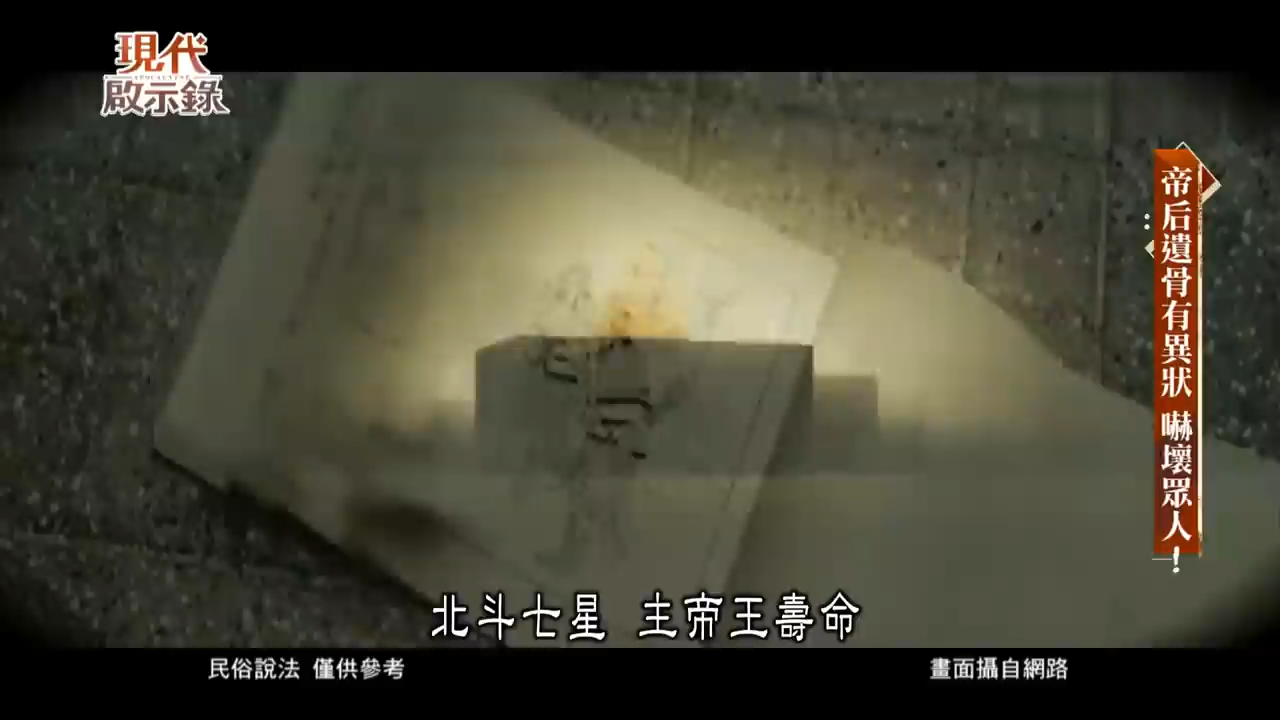 現代
APOCALYPSE
啟示錄
帝后遺骨有異狀 嚇壞眾人!
北斗七星 主帝王壽命
民俗說法 僅供參考
畫面攝自網路